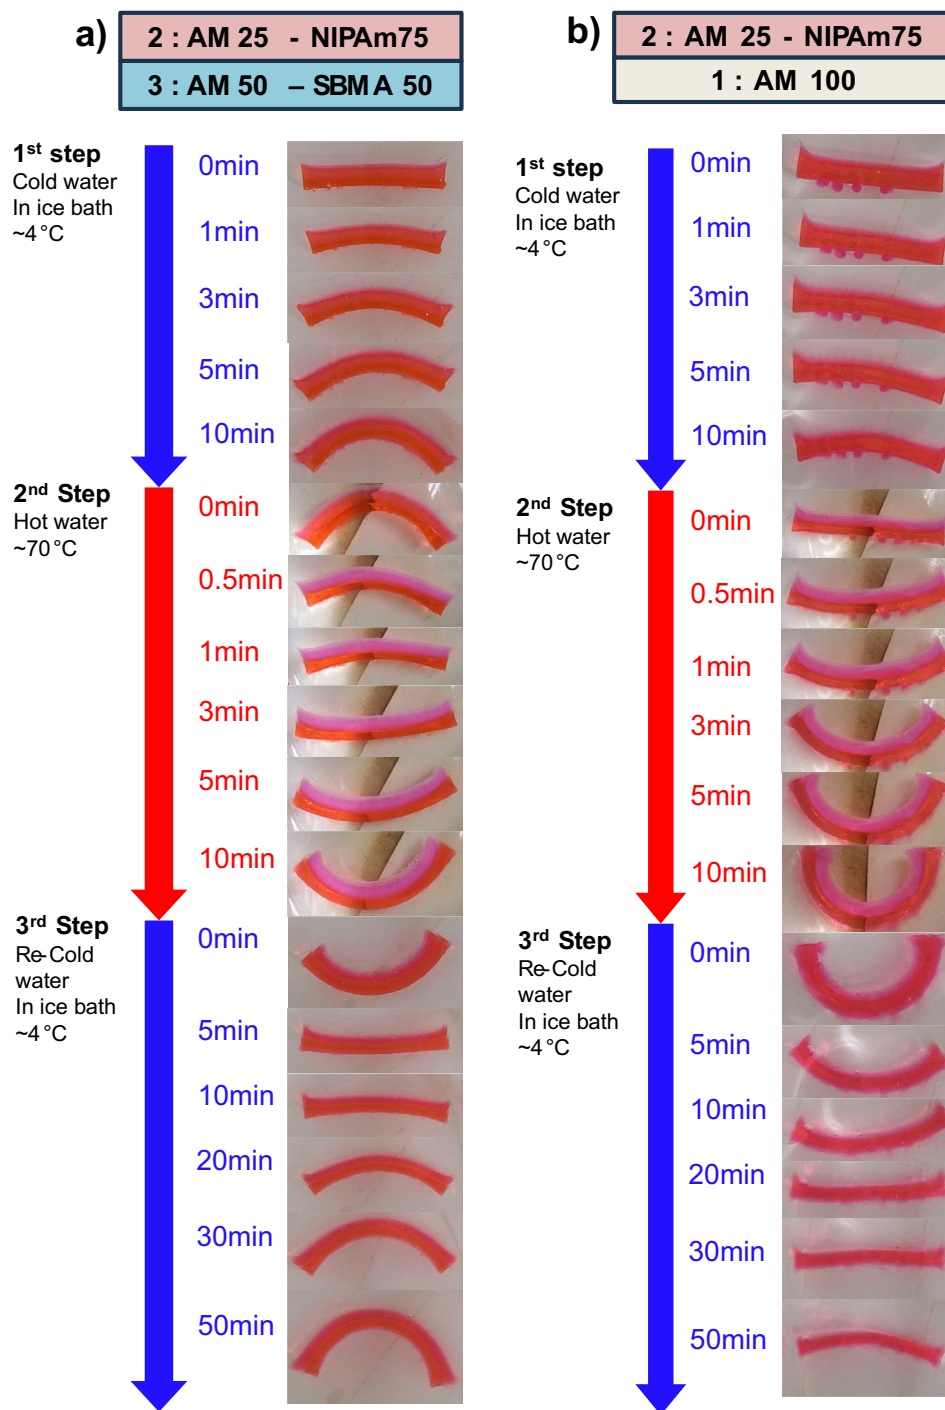 a)
2 : AM 25 - NIPAm75
3 : AM 50 – SBMA 50
1st step
Cold water
In ice bath
~4°C
0min
1min
3min
5min
10min
2nd Step
Hot water
~70°C
0min
0.5min
1min
3min
5min
10min
3rd Step
Re-Cold
water
In ice bath
~4°C
0min
5min
10min
20min
30min
50min
b)
2 : AM 25 - NIPAm75
1 : AM 100
1st step
Cold water
In ice bath
~4°C
0min
1min
3min
5min
10min
2nd Step
Hot water
~70°C
0min
0.5min
1min
3min
5min
10min
3rd Step
Re-Cold
water
In ice bath
~4°C
0min
5min
10min
20min
30min
50min